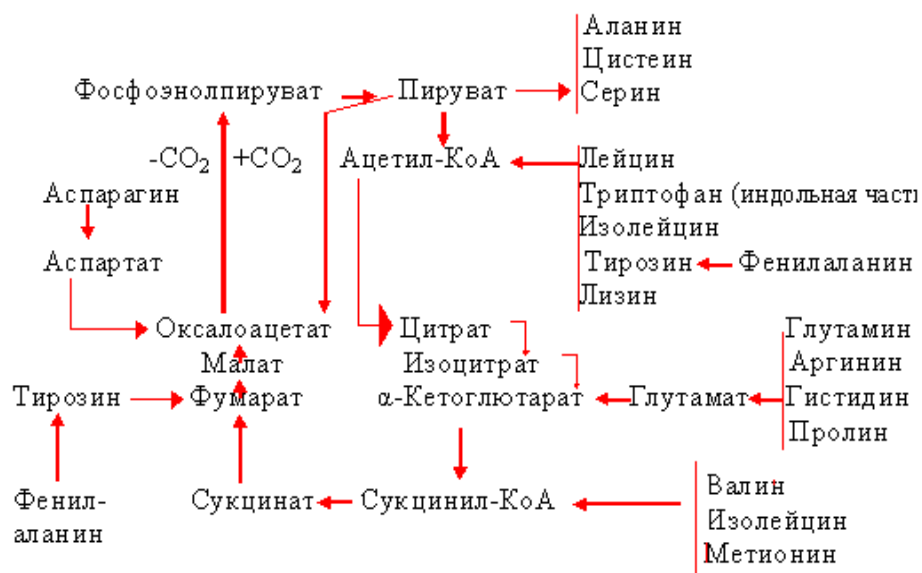 Аланин
Цистеин
Фосфоэнолпируват Пируват Серин
-CO₂ +CO₂ Ацетил-КоА Лейцин
Аспарагин Триптофан (индольная част
Изолейцин
Аспартат Тирозин Фенилаланин
Лизин
Оксалоацетат Цитрат Глутамин
Малат Изоцитрат Аргинин
Тирозин Фумарат α-Кетоглютарат Глутамат Гистидин
Пролин
Фенил- Сукцинат Сукцинил-КоА Валин
аланин Изолейцин
Метионин